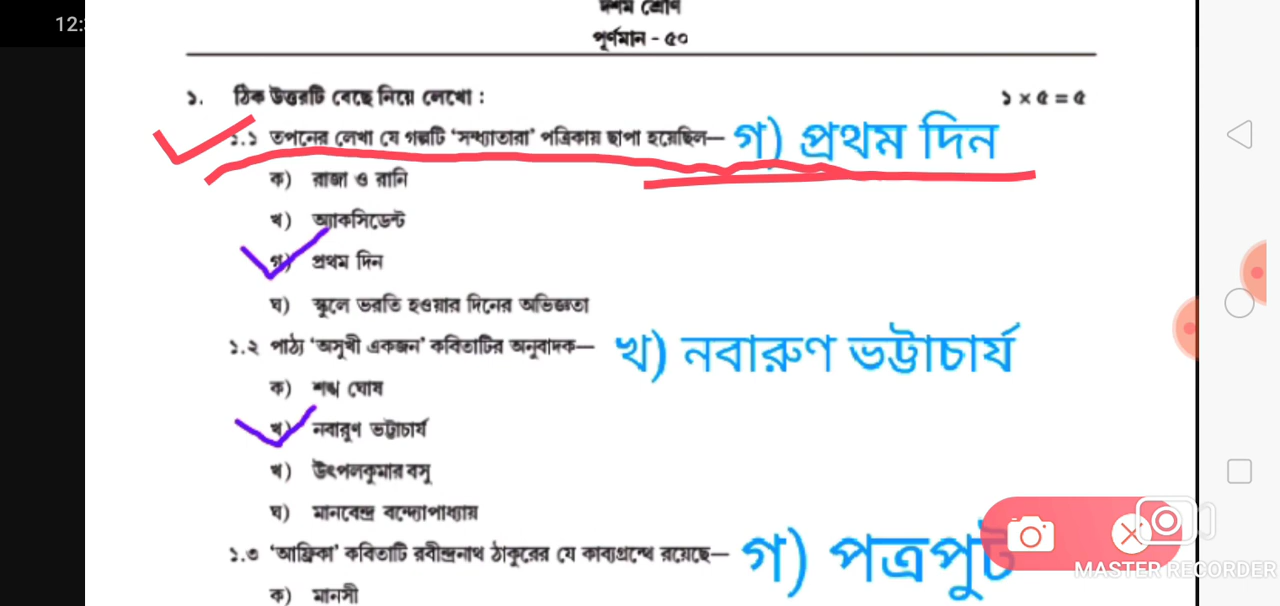 দশম শ্রেণি
পূর্ণমান - ৫০
১. ঠিক উত্তরটি বেছে নিয়ে লেখো : ১ × ৫ = ৫
১.১ তপনের লেখা যে গল্পটি ‘সন্ধ্যাতারা’ পত্রিকায় ছাপা হয়েছিল— গ) প্রথম দিন
ক) রাজা ও রানি
খ) অ্যাকসিডেন্ট
গ) প্রথম দিন
ঘ) স্কুলে ভরতি হওয়ার দিনের অভিজ্ঞতা
১.২ পাঠ্য ‘অসুখী একজন’ কবিতাটির অনুবাদক— খ) নবারুণ ভট্টাচার্য
ক) শঙ্খ ঘোষ
খ) নবারুণ ভট্টাচার্য
খ) উৎপলকুমার বসু
ঘ) মানবেন্দ্র বন্দ্যোপাধ্যায়
১.৩ ‘আফ্রিকা’ কবিতাটি রবীন্দ্রনাথ ঠাকুরের যে কাব্যগ্রন্থে রয়েছে— গ) পত্রপুট
ক) মানসী
MASTER RECORDER